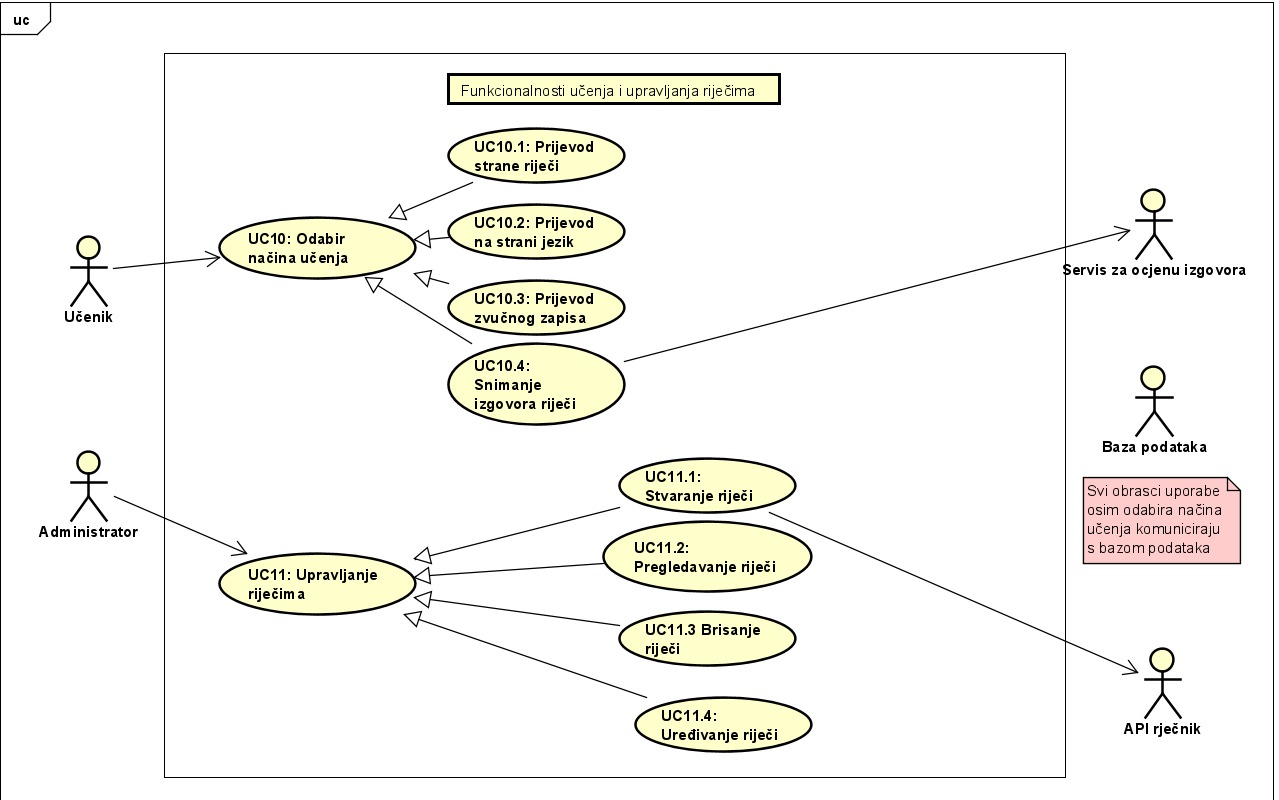 uc
Funkcionalnosti učenja i upravljanja riječima
UC10.1: Prijevod
strane riječi
UC10.2: Prijevod
na strani jezik
UC10: Odabir
načina učenja
UC10.3: Prijevod
zvučnog zapisa
UC10.4:
Snimanje
izgovora riječi
Učenik
Servis za ocjenu izgovora
Baza podataka
Svi obrasci uporabe
osim odabira načina
učenja komuniciraju
s bazom podataka
Administrator
UC11.1:
Stvaranje riječi
UC11.2:
Pregledavanje riječi
UC11: Upravljanje
riječima
UC11.3 Brisanje
riječi
UC11.4:
Uređivanje riječi
API rječnik